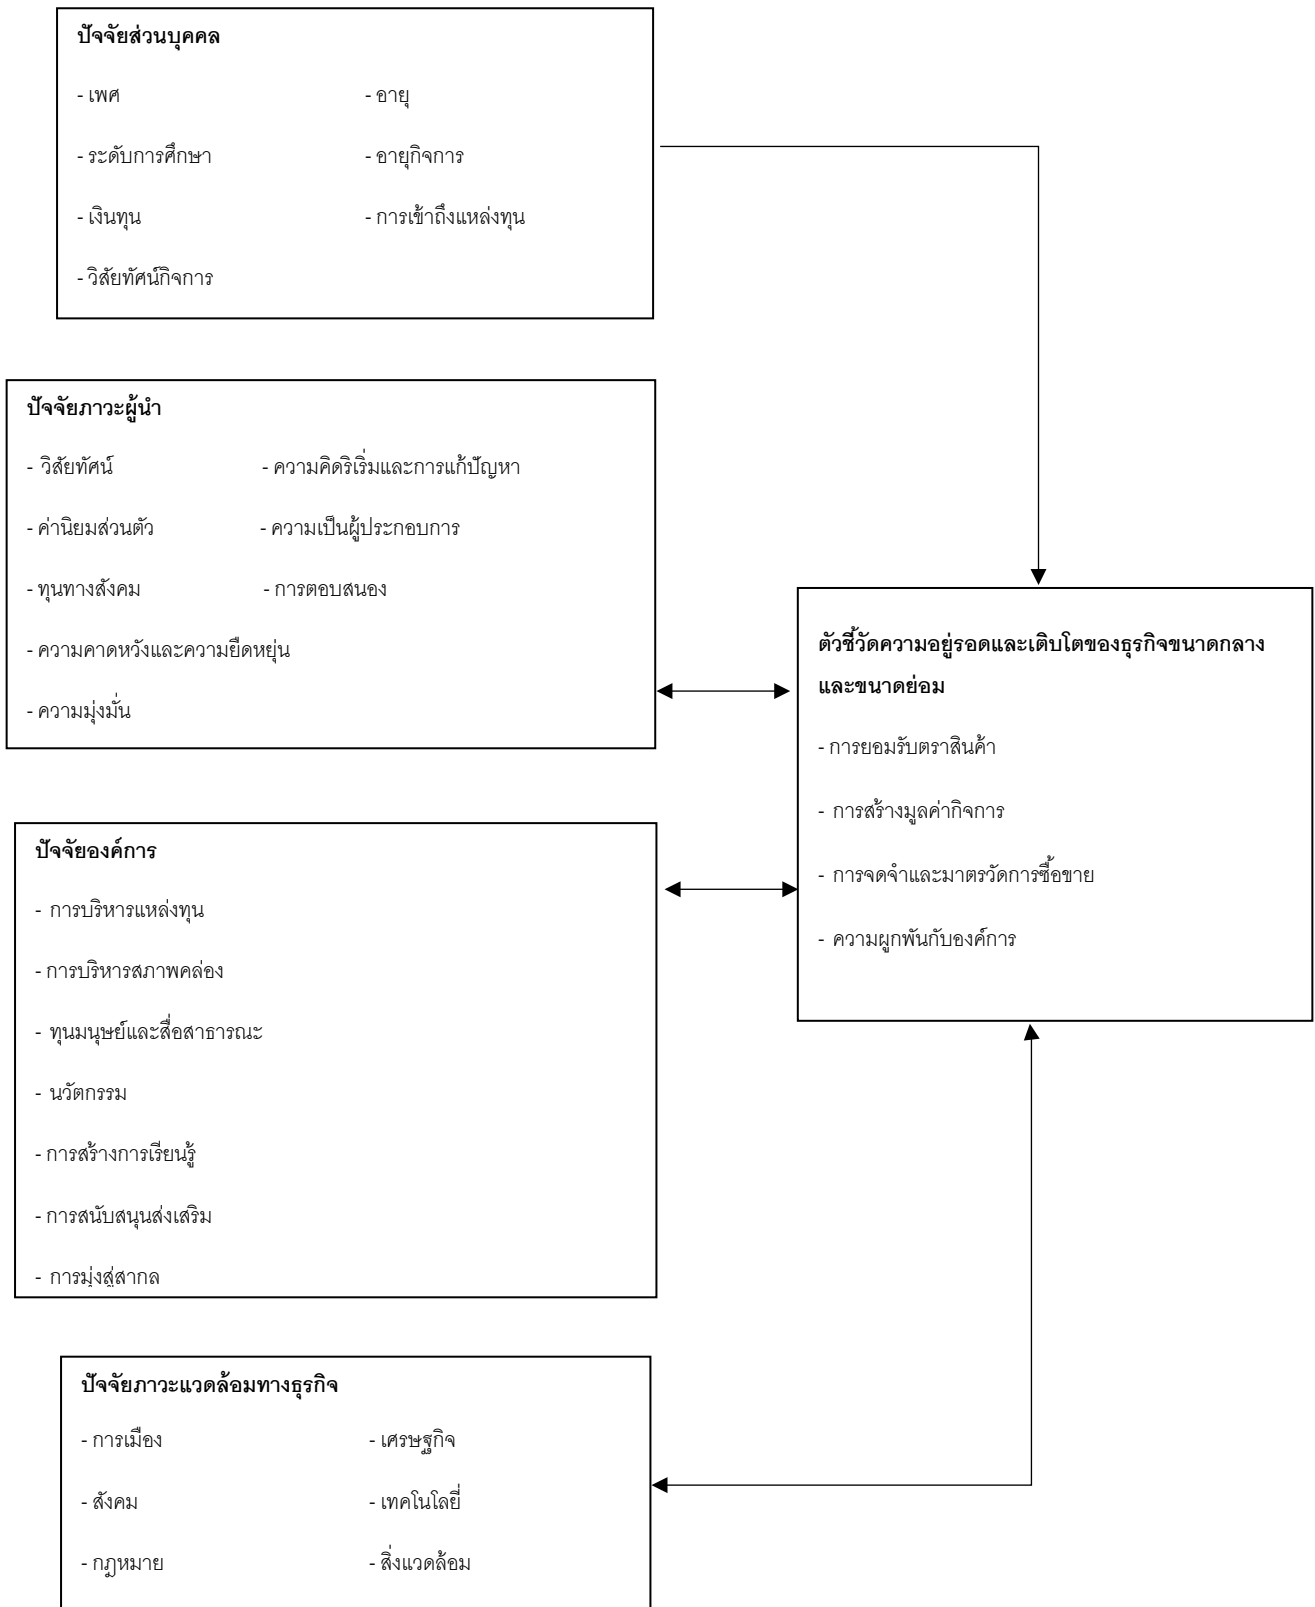 ปัจจัยส่วนบุคคล
- เพศ - อายุ
- ระดับการศึกษา - อายุกิจการ
- เงินทุน - การเข้าถึงแหล่งทุน
- วิสัยทัศน์กิจการ
ปัจจัยภาวะผู้นำ
- วิสัยทัศน์ - ความคิดริเริ่มและการแก้ปัญหา
- ค่านิยมส่วนตัว - ความเป็นผู้ประกอบการ
- ทุนทางสังคม - การตอบสนอง
- ความคาดหวังและความยืดหยุ่น
- ความมุ่งมั่น
ตัวชี้วัดความอยู่รอดและเติบโตของธุรกิจขนาดกลาง
และขนาดย่อม
- การยอมรับตราสินค้า
- การสร้างมูลค่ากิจการ
- การจดจำและมาตรวัดการซื้อขาย
- ความผูกพันกับองค์การ
ปัจจัยองค์การ
- การบริหารแหล่งทุน
- การบริหารสภาพคล่อง
- ทุนมนุษย์และสื่อสาธารณะ
- นวัตกรรม
- การสร้างการเรียนรู้
- การสนับสนุนส่งเสริม
- การมุ่งสู่สากล
ปัจจัยภาวะแวดล้อมทางธุรกิจ
- การเมือง - เศรษฐกิจ
- สังคม - เทคโนโลยี่
- กฎหมาย - สิ่งแวดล้อม